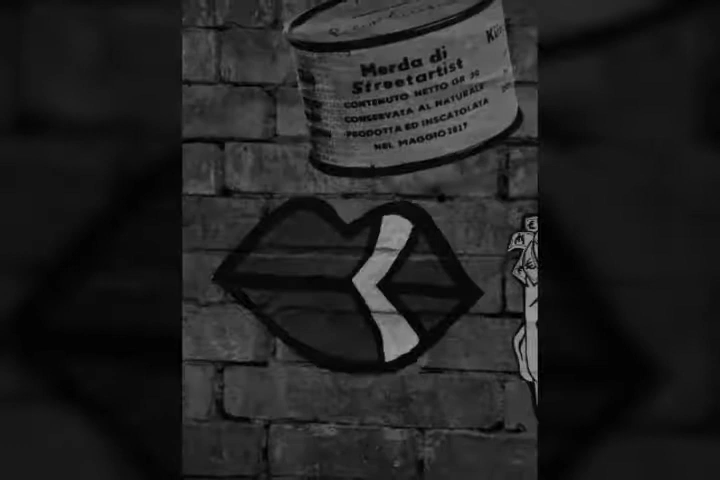 Merda di
Streetartist
CONTENUTO NETTO GR 30
CONSERVATA AL NATURALE
PRODOTTA ED INSCATOLATA
NEL MAGGIO 2017